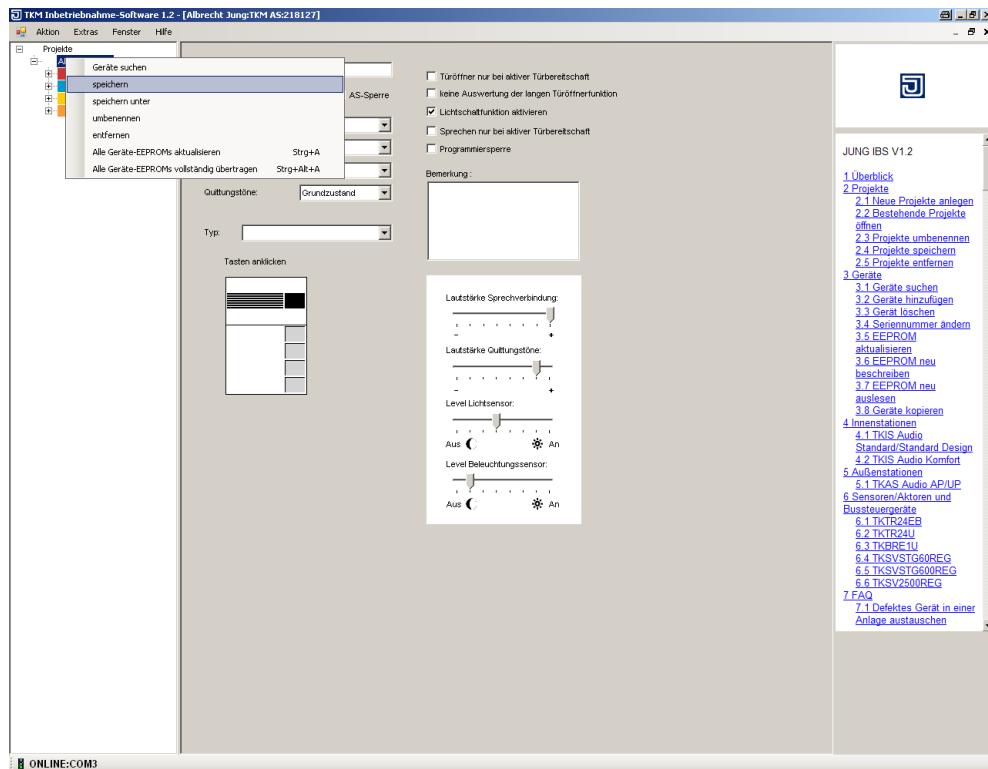 TKM Inbetriebnahme-Software 1.2 - [Albrecht Jung:TKM AS:218127]
Aktion Extras Fenster Hilfe
Projekte
Geräte suchen
speichern
speichern unter
umbenennen
entfernen
Alle Geräte-EEPROMs aktualisieren Strg+A
Alle Geräte-EEPROMs vollständig übertragen Strg+Alt+A
AS-Sperre
Quittungstöne: Grundzustand
Typ:
Tasten anklicken
Türöffner nur bei aktiver Türbereitschaft
keine Auswertung der langen Türöffnerfunktion
Lichtschaltfunktion aktivieren
Sprechen nur bei aktiver Türbereitschaft
Programmiersperre
Bemerkung :
Lautstärke Sprechverbindung:
- +
Lautstärke Quittungstöne:
- +
Level Lichtsensor:
Aus An
Level Beleuchtungssensor:
Aus An
JUNG IBS V1.2
1 Überblick
2 Projekte
2.1 Neue Projekte anlegen
2.2 Bestehende Projekte
öffnen
2.3 Projekte umbenennen
2.4 Projekte speichern
2.5 Projekte entfernen
3 Geräte
3.1 Geräte suchen
3.2 Geräte hinzufügen
3.3 Gerät löschen
3.4 Seriennummer ändern
3.5 EEPROM
aktualisieren
3.6 EEPROM neu
beschreiben
3.7 EEPROM neu
auslesen
3.8 Geräte kopieren
4 Innenstationen
4.1 TKIS Audio
Standard/Standard Design
4.2 TKIS Audio Komfort
5 Außenstationen
5.1 TKAS Audio AP/UP
6 Sensoren/Aktoren und
Bussteuergeräte
6.1 TKTR24EB
6.2 TKTR24U
6.3 TKBRE1U
6.4 TKSVSTG60REG
6.5 TKSVSTG600REG
6.6 TKSV2500REG
7 FAQ
7.1 Defektes Gerät in einer
Anlage austauschen
ONLINE:COM3